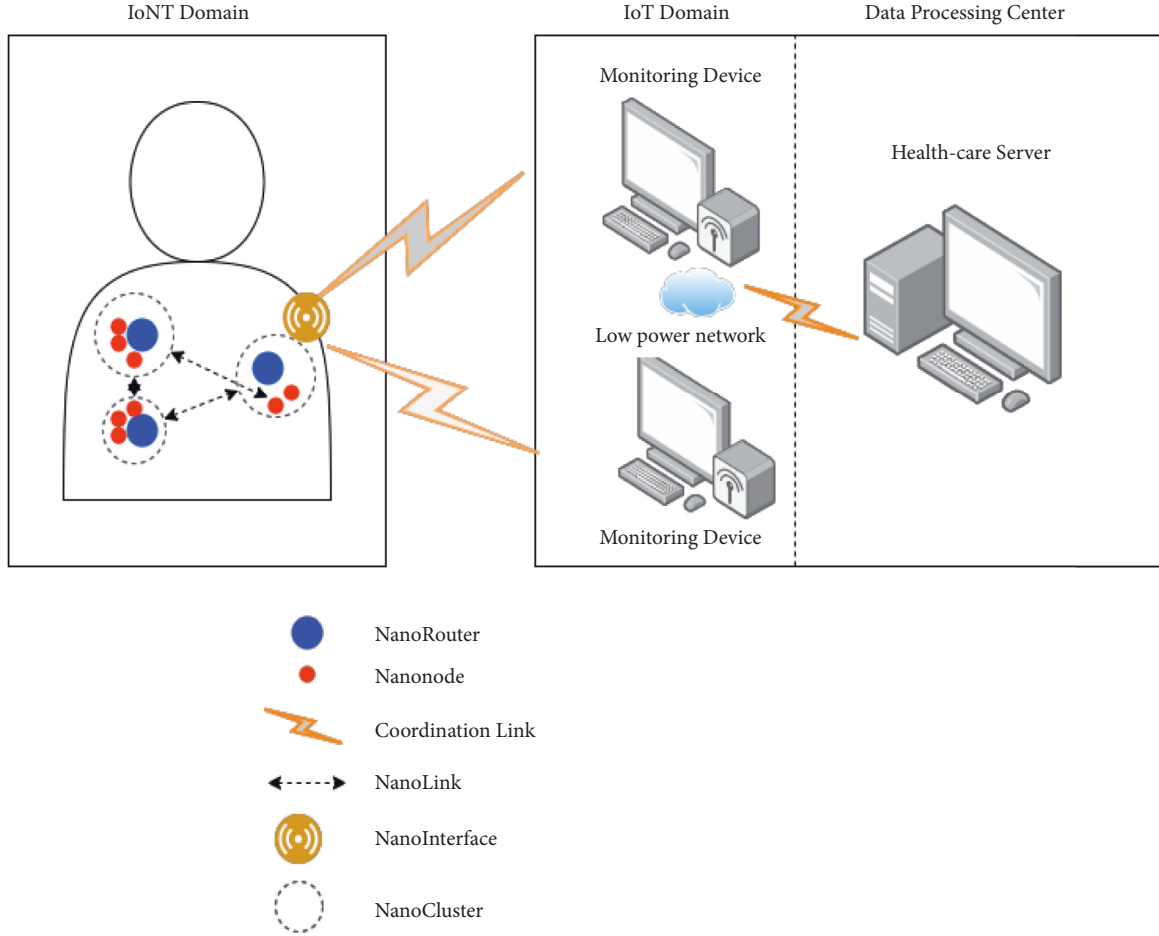 IoNT Domain
IoT Domain
Data Processing Center
Monitoring Device
Health-care Server
Low power network
Monitoring Device
NanoRouter
Nanonode
Coordination Link
NanoLink
NanoInterface
NanoCluster